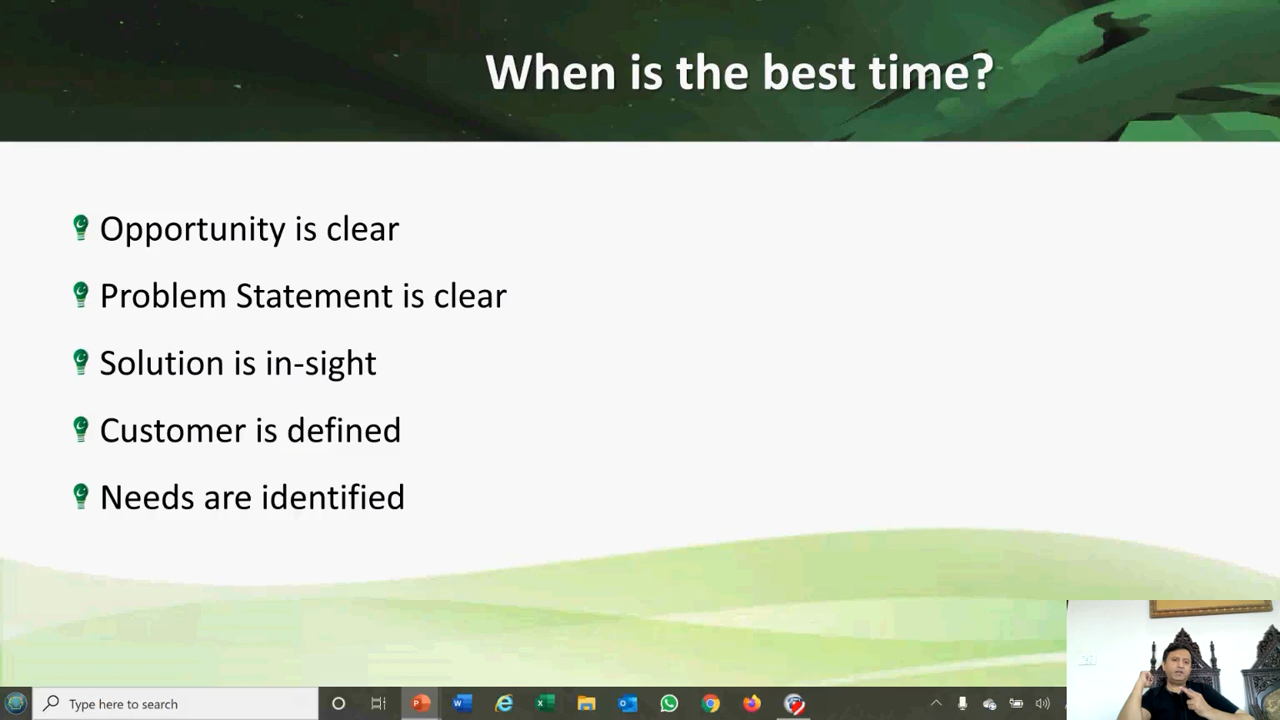 When is the best time?
Opportunity is clear
Problem Statement is clear
Solution is in-sight
Customer is defined
Needs are identified
Type here to search